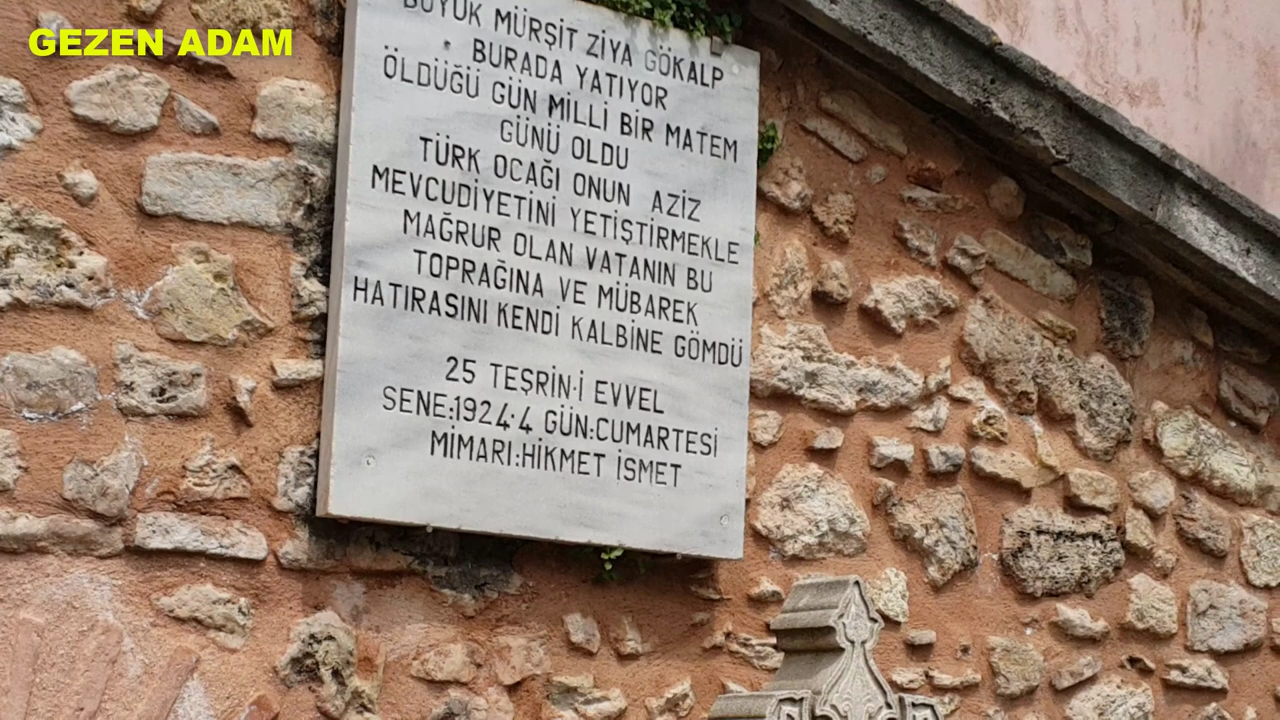 GEZEN ADAM
BÜYÜK MÜRŞİT ZİYA GÖKALP
BURADA YATIYOR
ÖLDÜĞÜ GÜN MİLLİ BİR MATEM
GÜNÜ OLDU
TÜRK OCAĞI ONUN AZİZ
MEVCUDİYETİNİ YETİŞTİRMEKLE
MAĞRUR OLAN VATANIN BU
TOPRAĞINA VE MÜBAREK
HATIRASINI KENDİ KALBİNE GÖMDÜ
25 TEŞRİN-İ EVVEL
SENE:1924-4 GÜN:CUMARTESİ
MİMARI:HİKMET İSMET